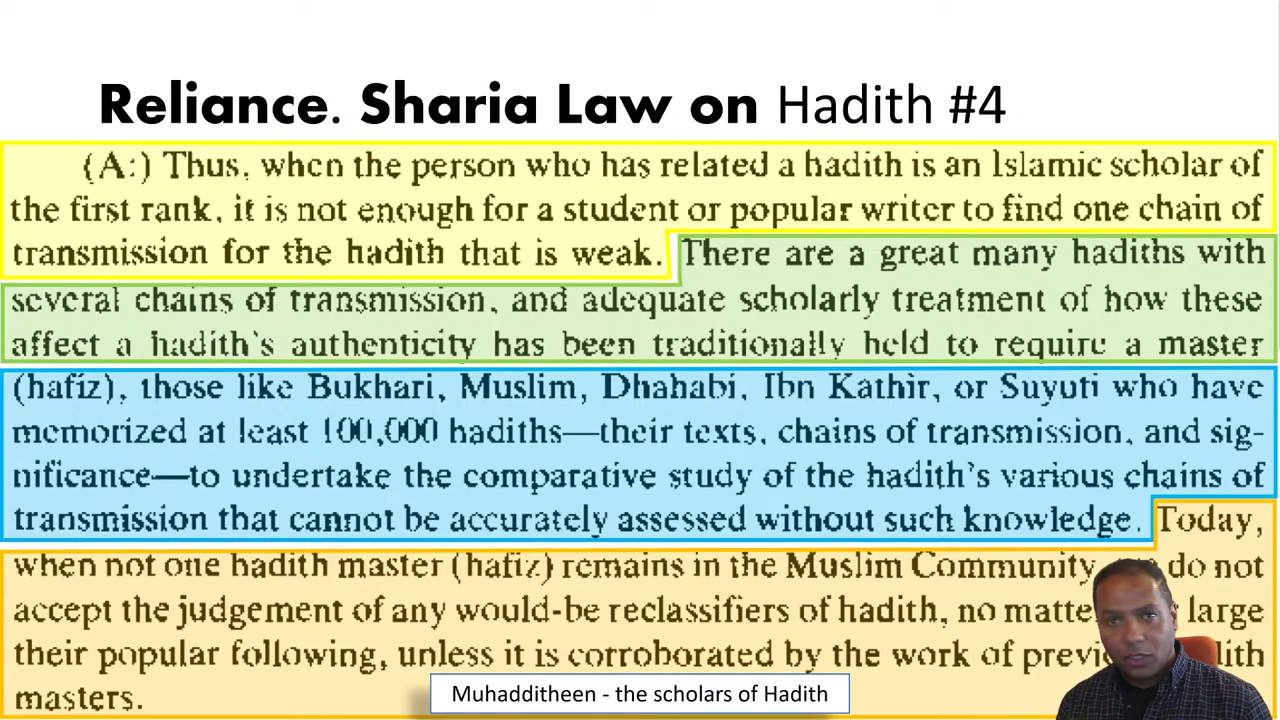 Reliance. Sharia Law on Hadith #4
(A:) Thus, when the person who has related a hadith is an Islamic scholar of
the first rank, it is not enough for a student or popular writer to find one chain of
transmission for the hadith that is weak. There are a great many hadiths with
several chains of transmission, and adequate scholarly treatment of how these
affect a hadith's authenticity has been traditionally held to require a master
(hafiz), those like Bukhari, Muslim, Dhahabi, Ibn Kathir, or Suyuti who have
memorized at least 100,000 hadiths—their texts, chains of transmission, and sig-
nificance—to undertake the comparative study of the hadith's various chains of
transmission that cannot be accurately assessed without such knowledge. Today,
when not one hadith master (hafiz) remains in the Muslim Community, do not
accept the judgement of any would-be reclassifiers of hadith, no large
their popular following, unless it is corroborated by the work of
masters.
Muhadditheen - the scholars of Hadith